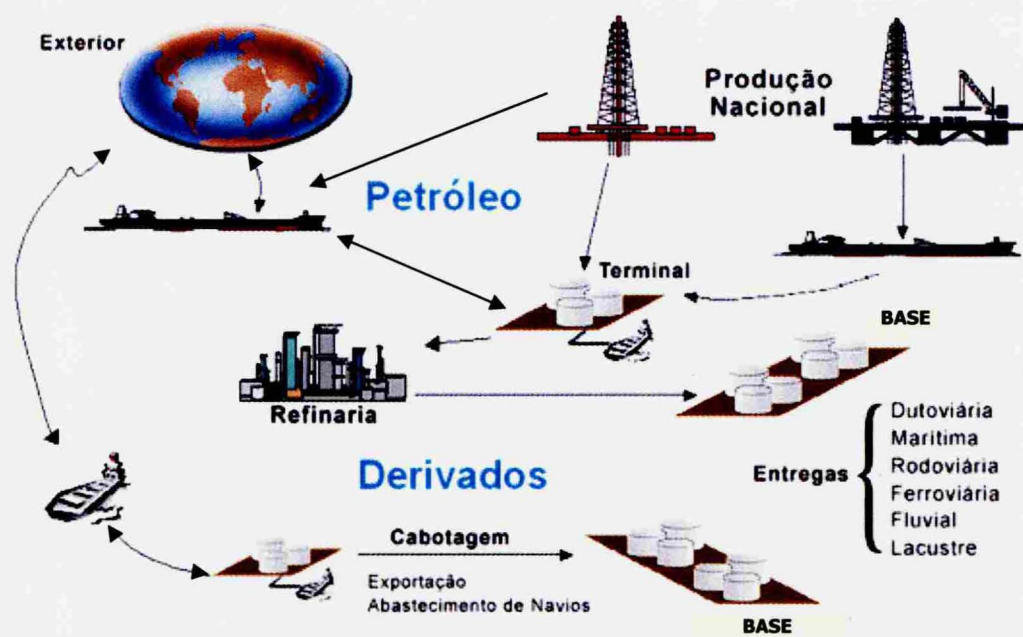 Exterior
Produção
Nacional
Petróleo
Terminal
BASE
Refinaria
Dutoviária
Marítima
Entregas
Rodoviária
Ferroviária
Fluvial
Lacustre
Derivados
Cabotagem
Exportação
Abastecimento de Navios
BASE